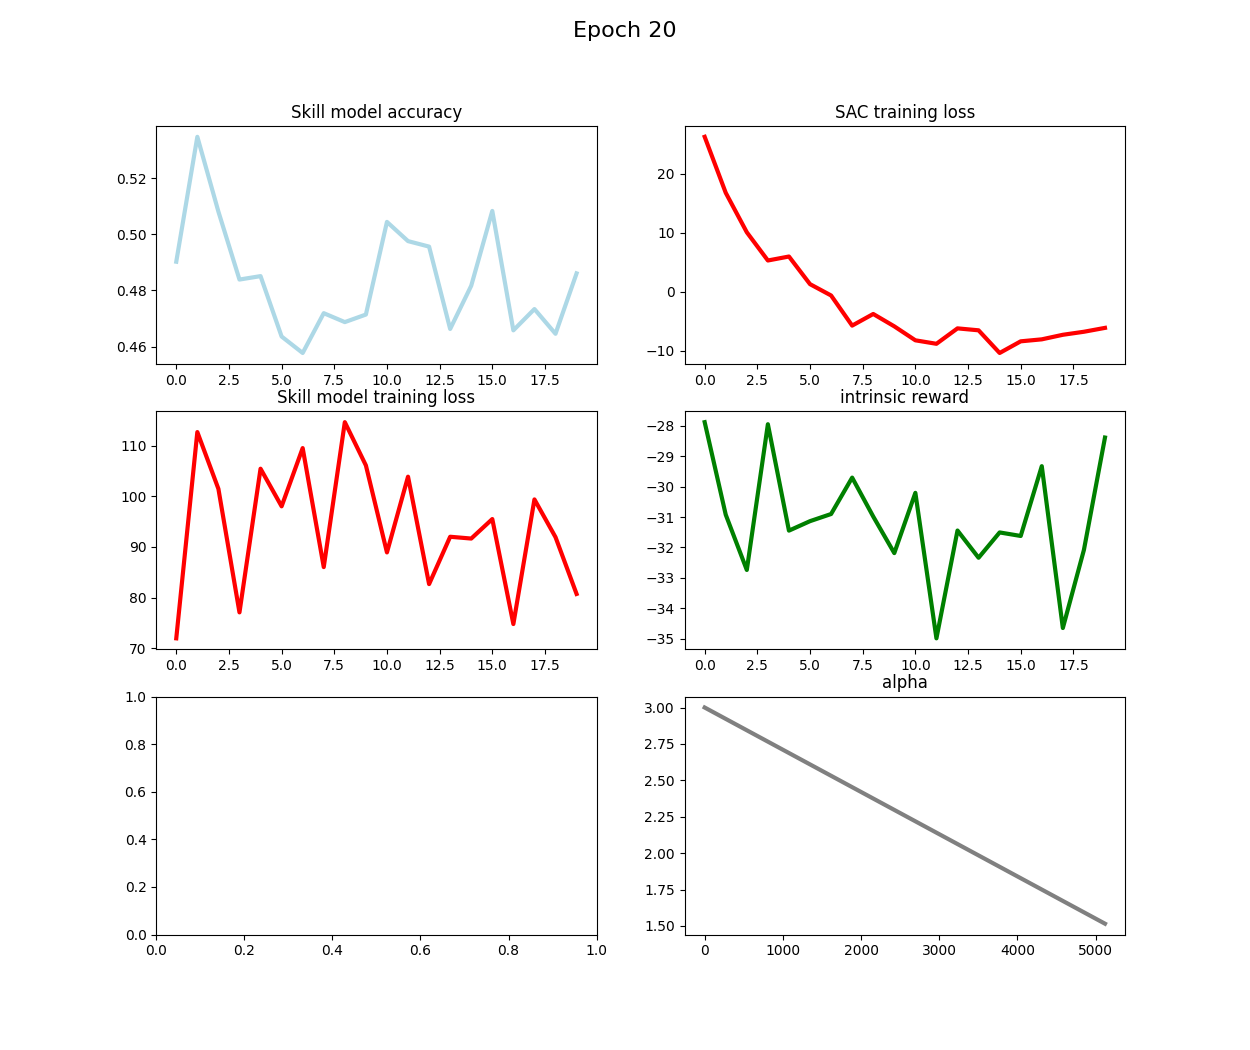 Epoch 20
Skill model accuracy
0.52
0.50
0.48
0.46
0.0 2.5 5.0 7.5 10.0 12.5 15.0 17.5
SAC training loss
20
10
0
−10
0.0 2.5 5.0 7.5 10.0 12.5 15.0 17.5
Skill model training loss
110
100
90
80
70
0.0 2.5 5.0 7.5 10.0 12.5 15.0 17.5
intrinsic reward
−28
−29
−30
−31
−32
−33
−34
−35
0.0 2.5 5.0 7.5 10.0 12.5 15.0 17.5
1.0
0.8
0.6
0.4
0.2
0.0
0.0 0.2 0.4 0.6 0.8 1.0
alpha
3.00
2.75
2.50
2.25
2.00
1.75
1.50
0 1000 2000 3000 4000 5000